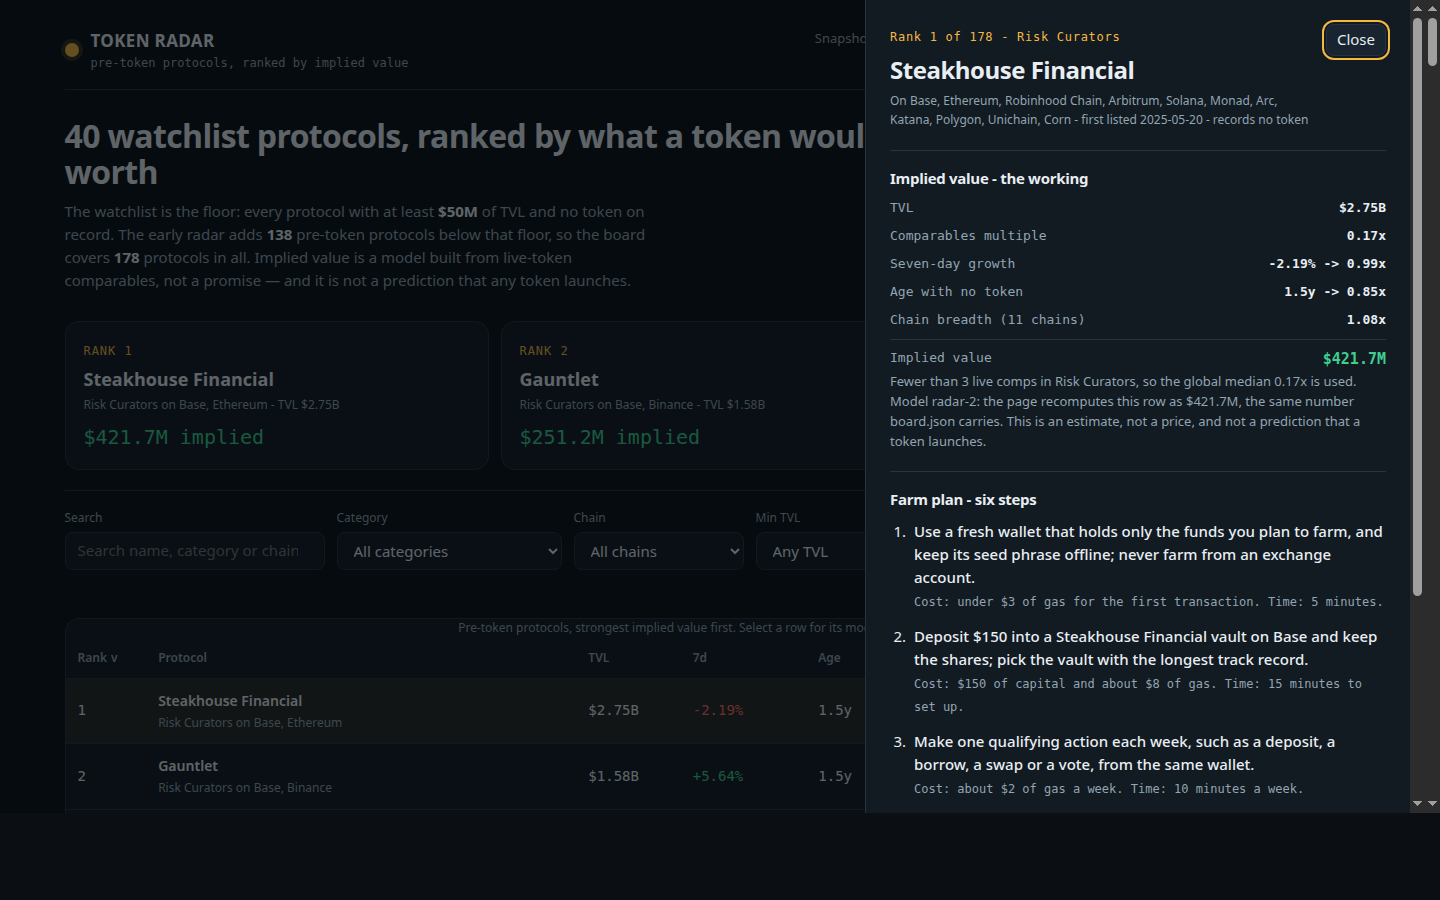 TOKEN RADAR
pre-token protocols, ranked by implied value
40 watchlist protocols, ranked by what a token
worth
The watchlist is the floor: every protocol with at least $50M of TVL and no token on
record. The early radar adds 138 pre-token protocols below that floor, so the board
covers 178 protocols in all. Implied value is a model built from live-token
comparables, not a promise — and it is not a prediction that any token launches.
RANK 1
Steakhouse Financial
Risk Curators on Base, Ethereum - TVL $2.75B
$421.7M implied
RANK 2
Gauntlet
Risk Curators on Base, Binance - TVL $1.58B
$251.2M implied
Search
Category
Chain
Min TVL
Search name, category or chain
All categories
All chains
Any TVL
Pre-token protocols, strongest implied value first. Select a row for its
Rank v
Protocol
TVL
7d
Age
1
Steakhouse Financial
Risk Curators on Base, Ethereum
$2.75B
-2.19%
1.5y
2
Gauntlet
Risk Curators on Base, Binance
$1.58B
+5.64%
1.5y
Rank 1 of 178 - Risk Curators
Close
Steakhouse Financial
On Base, Ethereum, Robinhood Chain, Arbitrum, Solana, Monad, Arc,
Katana, Polygon, Unichain, Corn - first listed 2025-05-20 - records no token
Implied value - the working
TVL $2.75B
Comparables multiple 0.17x
Seven-day growth -2.19% -> 0.99x
Age with no token 1.5y -> 0.85x
Chain breadth (11 chains) 1.08x
Implied value $421.7M
Fewer than 3 live comps in Risk Curators, so the global median 0.17x is used.
Model radar-2: the page recomputes this row as $421.7M, the same number
board.json carries. This is an estimate, not a price, and not a prediction that a
token launches.
Farm plan - six steps
1. Use a fresh wallet that holds only the funds you plan to farm, and
keep its seed phrase offline; never farm from an exchange
account.
Cost: under $3 of gas for the first transaction. Time: 5 minutes.
2. Deposit $150 into a Steakhouse Financial vault on Base and keep
the shares; pick the vault with the longest track record.
Cost: $150 of capital and about $8 of gas. Time: 15 minutes to
set up.
3. Make one qualifying action each week, such as a deposit, a
borrow, a swap or a vote, from the same wallet.
Cost: about $2 of gas a week. Time: 10 minutes a week.